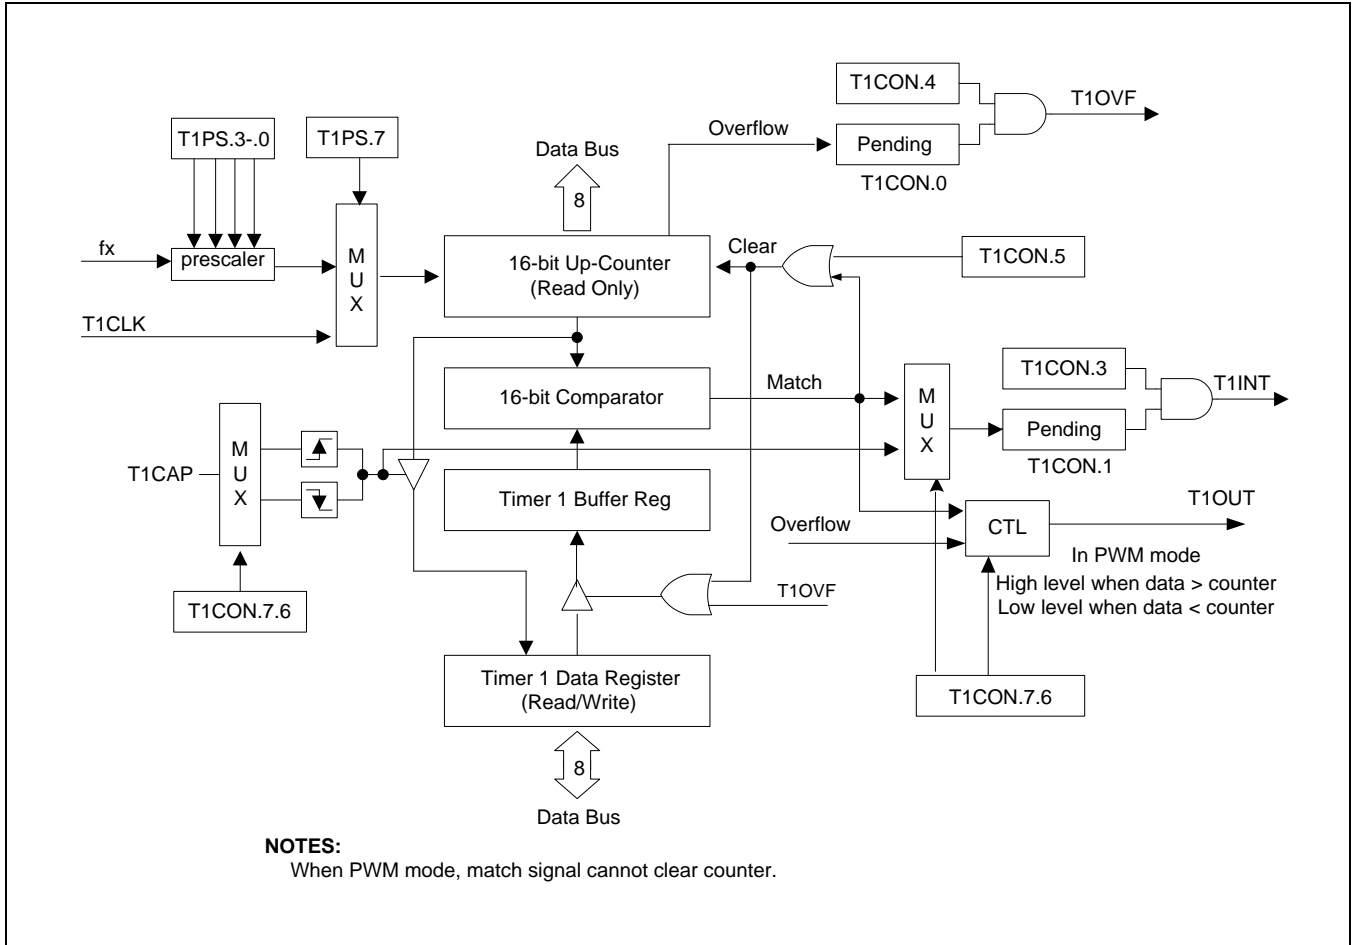 T1CON.4
T1OVF
T1PS.3-.0
T1PS.7
Overflow
Pending
Data Bus
T1CON.0
8
fx
prescaler
M
U
X
16-bit Up-Counter
(Read Only)
Clear
T1CON.5
T1CLK
16-bit Comparator
Match
M
U
X
T1CON.3
T1INT
Pending
T1CON.1
T1CAP
M
U
X
Timer 1 Buffer Reg
T1OUT
Overflow
CTL
In PWM mode
High level when data > counter
Low level when data < counter
T1OVF
T1CON.7.6
Timer 1 Data Register
(Read/Write)
T1CON.7.6
8
Data Bus
NOTES:
When PWM mode, match signal cannot clear counter.